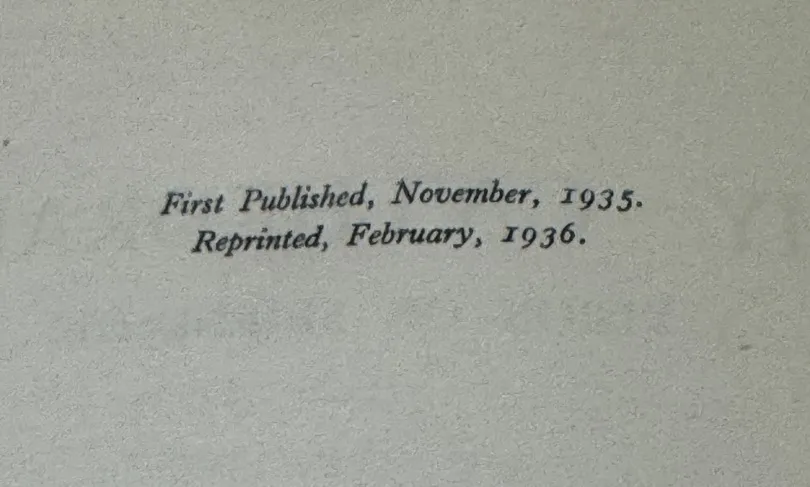 First Published, November, 1935.
Reprinted, February, 1936.